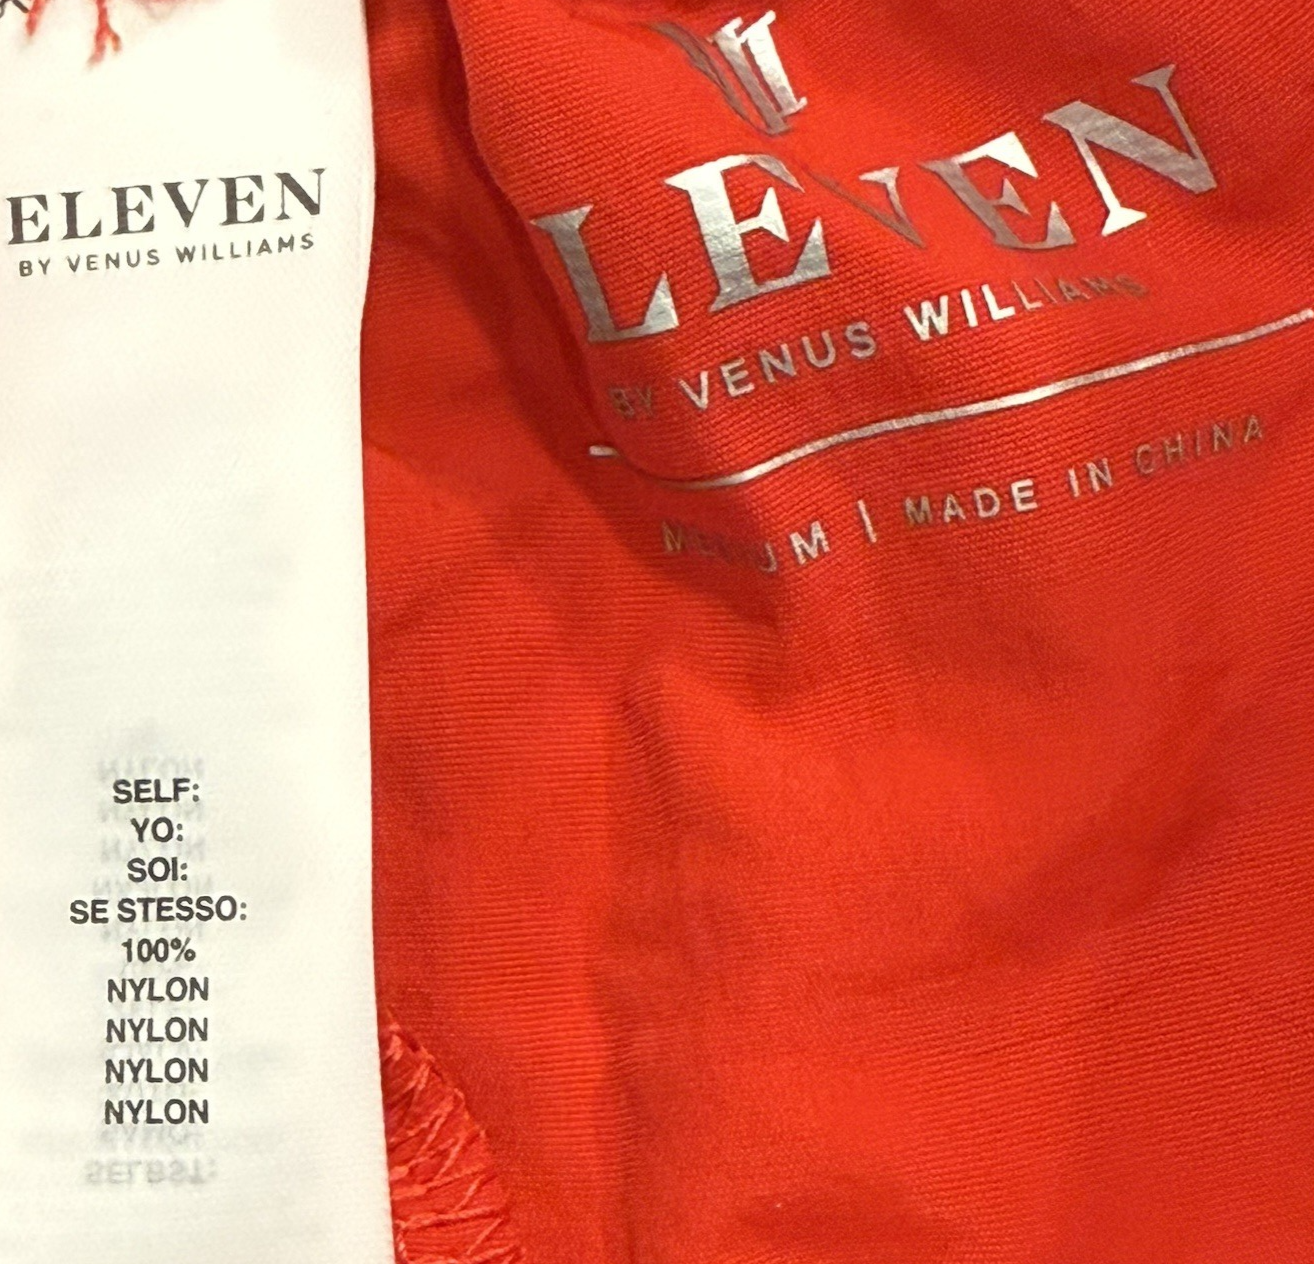 ELEVEN
BY VENUS WILLIAMS
SELF:
YO:
SOI:
SE STESSO:
100%
NYLON
NYLON
NYLON
NYLON
LEVEN
BY VENUS WILLIAMS
MEDIUM | MADE IN CHINA